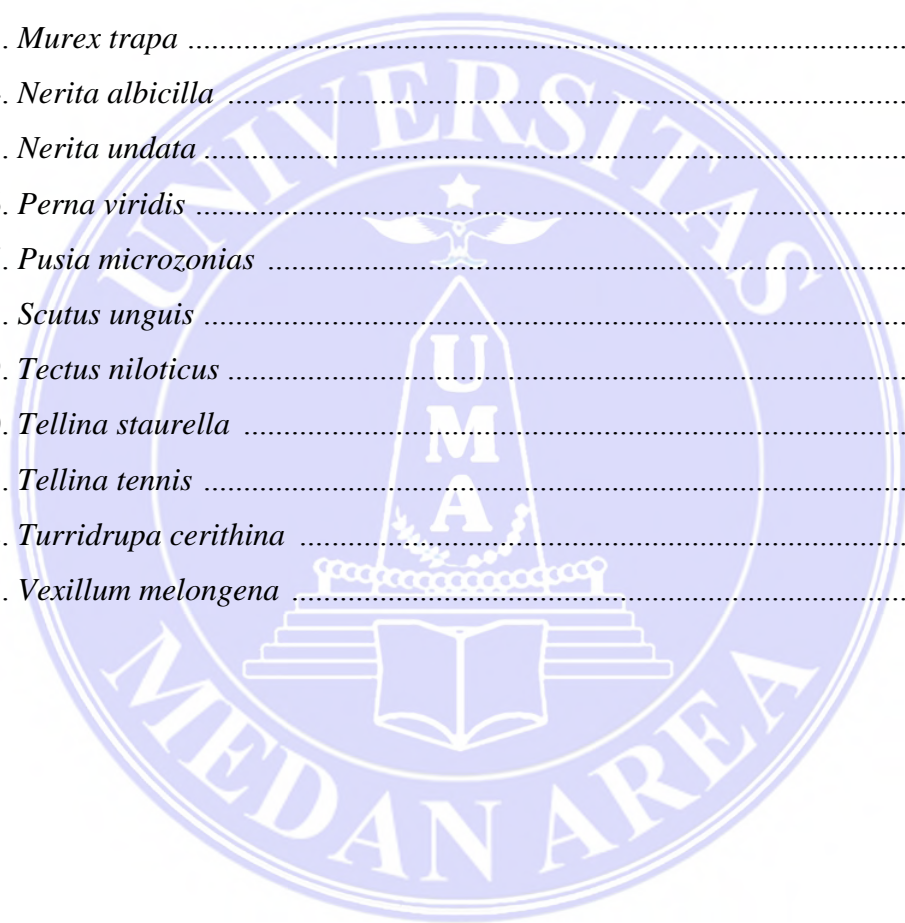 . Murex trapa ................................................................................
. Nerita albicilla ................................................................................
. Nerita undata ................................................................................
. Perna viridis ................................................................................
. Pusia microzonias ................................................................................
. Scutus unguis ................................................................................
. Tectus niloticus ................................................................................
. Tellina staurella ................................................................................
. Tellina tennis ................................................................................
. Turridrupa cerithina ................................................................................
. Vexillum melongena ................................................................................
UNIVERSITAS
UMA
MEDAN AREA